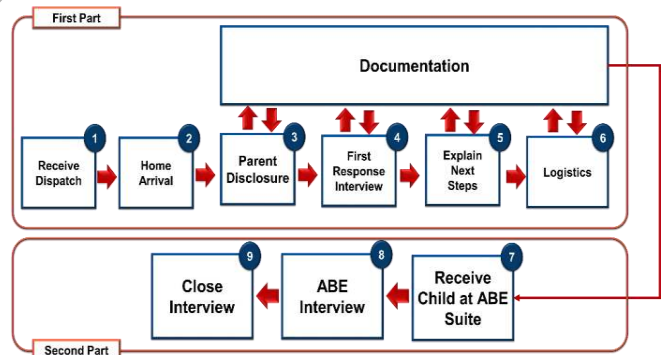 First Part
Documentation
1
Receive
Dispatch
2
Home
Arrival
3
Parent
Disclosure
4
First
Response
Interview
5
Explain
Next
Steps
6
Logistics
9
Close
Interview
8
ABE
Interview
7
Receive
Child at ABE
Suite
Second Part